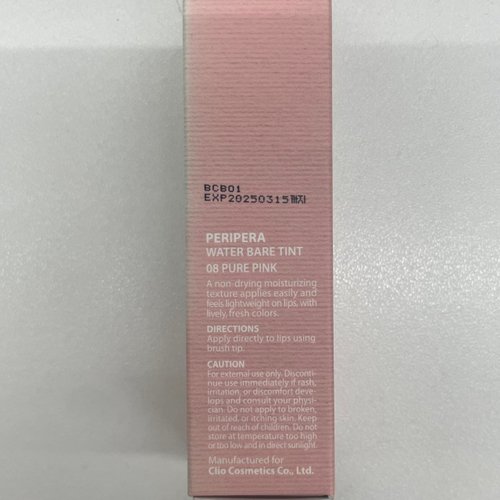 BCB01
EXP20250315까지
PERIPERA
WATER BARE TINT
08 PURE PINK
A non-drying moisturizing
texture applies easily and
feels lightweight on lips, with
lively, fresh colors.
DIRECTIONS
Apply directly to lips using
brush tip.
CAUTION
For external use only. Disconti-
nue use immediately if rash,
irritation, or discomfort deve-
lops and consult your physi-
cian. Do not apply to broken,
irritated, or itching skin. Keep
out of reach of children. Do not
store at temperature too high
or too low and in direct sunlight.
Manufactured for
Clio Cosmetics Co., Ltd.